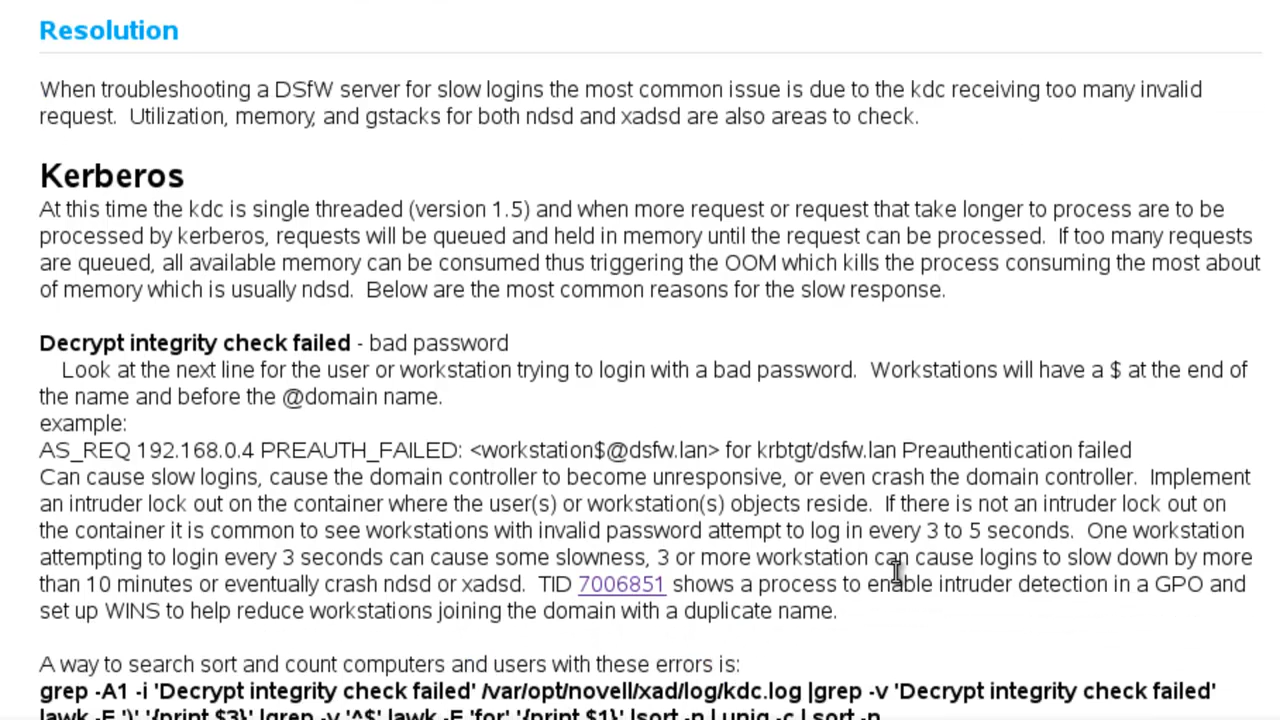 Resolution
When troubleshooting a DSfW server for slow logins the most common issue is due to the kdc receiving too many invalid
request.  Utilization, memory, and gstacks for both ndsd and xadsd are also areas to check.
Kerberos
At this time the kdc is single threaded (version 1.5) and when more request or request that take longer to process are to be
processed by kerberos, requests will be queued and held in memory until the request can be processed.  If too many requests
are queued, all available memory can be consumed thus triggering the OOM which kills the process consuming the most about
of memory which is usually ndsd.  Below are the most common reasons for the slow response.
Decrypt integrity check failed - bad password
Look at the next line for the user or workstation trying to login with a bad password.  Workstations will have a $ at the end of
the name and before the @domain name.
example:
AS_REQ 192.168.0.4 PREAUTH_FAILED: <workstation$@dsfw.lan> for krbtgt/dsfw.lan Preauthentication failed
Can cause slow logins, cause the domain controller to become unresponsive, or even crash the domain controller.  Implement
an intruder lock out on the container where the user(s) or workstation(s) objects reside.  If there is not an intruder lock out on
the container it is common to see workstations with invalid password attempt to log in every 3 to 5 seconds.  One workstation
attempting to login every 3 seconds can cause some slowness, 3 or more workstation can cause logins to slow down by more
than 10 minutes or eventually crash ndsd or xadsd.  TID 7006851 shows a process to enable intruder detection in a GPO and
set up WINS to help reduce workstations joining the domain with a duplicate name.
A way to search sort and count computers and users with these errors is:
grep -A1 -i 'Decrypt integrity check failed' /var/opt/novell/xad/log/kdc.log |grep -v 'Decrypt integrity check failed'
|awk -F ')' '{print $3}' |grep -v '^$' |awk -F 'for' '{print $1}' |sort -n | uniq -c | sort -n